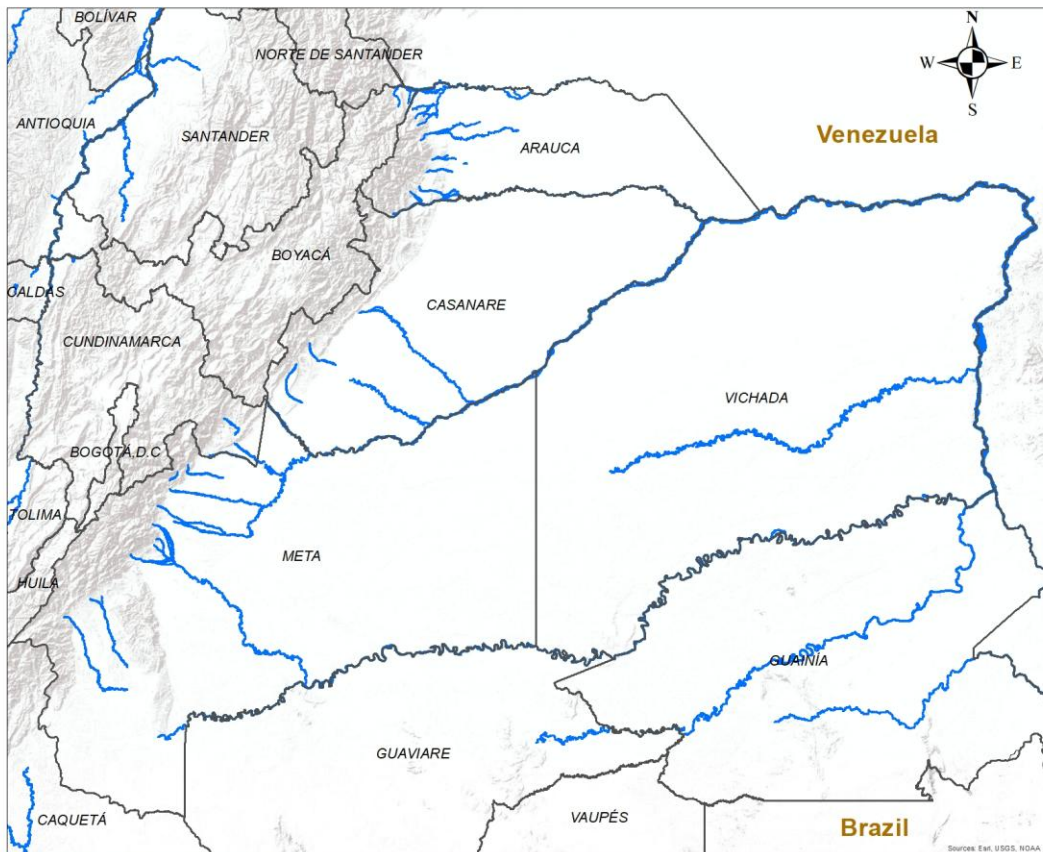 BOLÍVAR
N
NORTE DE SANTANDER
W E
S
ANTIOQUIA
SANTANDER
ARAUCA
Venezuela
BOYACÁ
CALDAS
CASANARE
CUNDINAMARCA
VICHADA
BOGOTÁ,D.C
TOLIMA
META
HUILA
GUAINÍA
GUAVIARE
CAQUETÁ
VAUPÉS
Brazil
Sources: Esri, USGS, NOAA